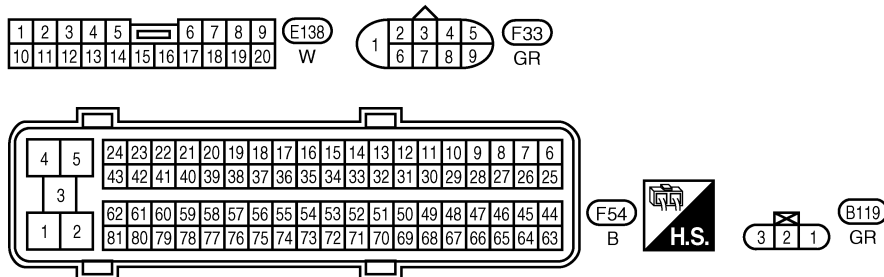 1 2 3 4 5 6 7 8 9 E138
10 11 12 13 14 15 16 17 18 19 20 W
1 2 3 4 5 F33
6 7 8 9 GR
4 5 24 23 22 21 20 19 18 17 16 15 14 13 12 11 10 9 8 7 6
43 42 41 40 39 38 37 36 35 34 33 32 31 30 29 28 27 26 25
3
1 2 62 61 60 59 58 57 56 55 54 53 52 51 50 49 48 47 46 45 44
81 80 79 78 77 76 75 74 73 72 71 70 69 68 67 66 65 64 63
F54
B
H.S.
3 2 1 B119
GR